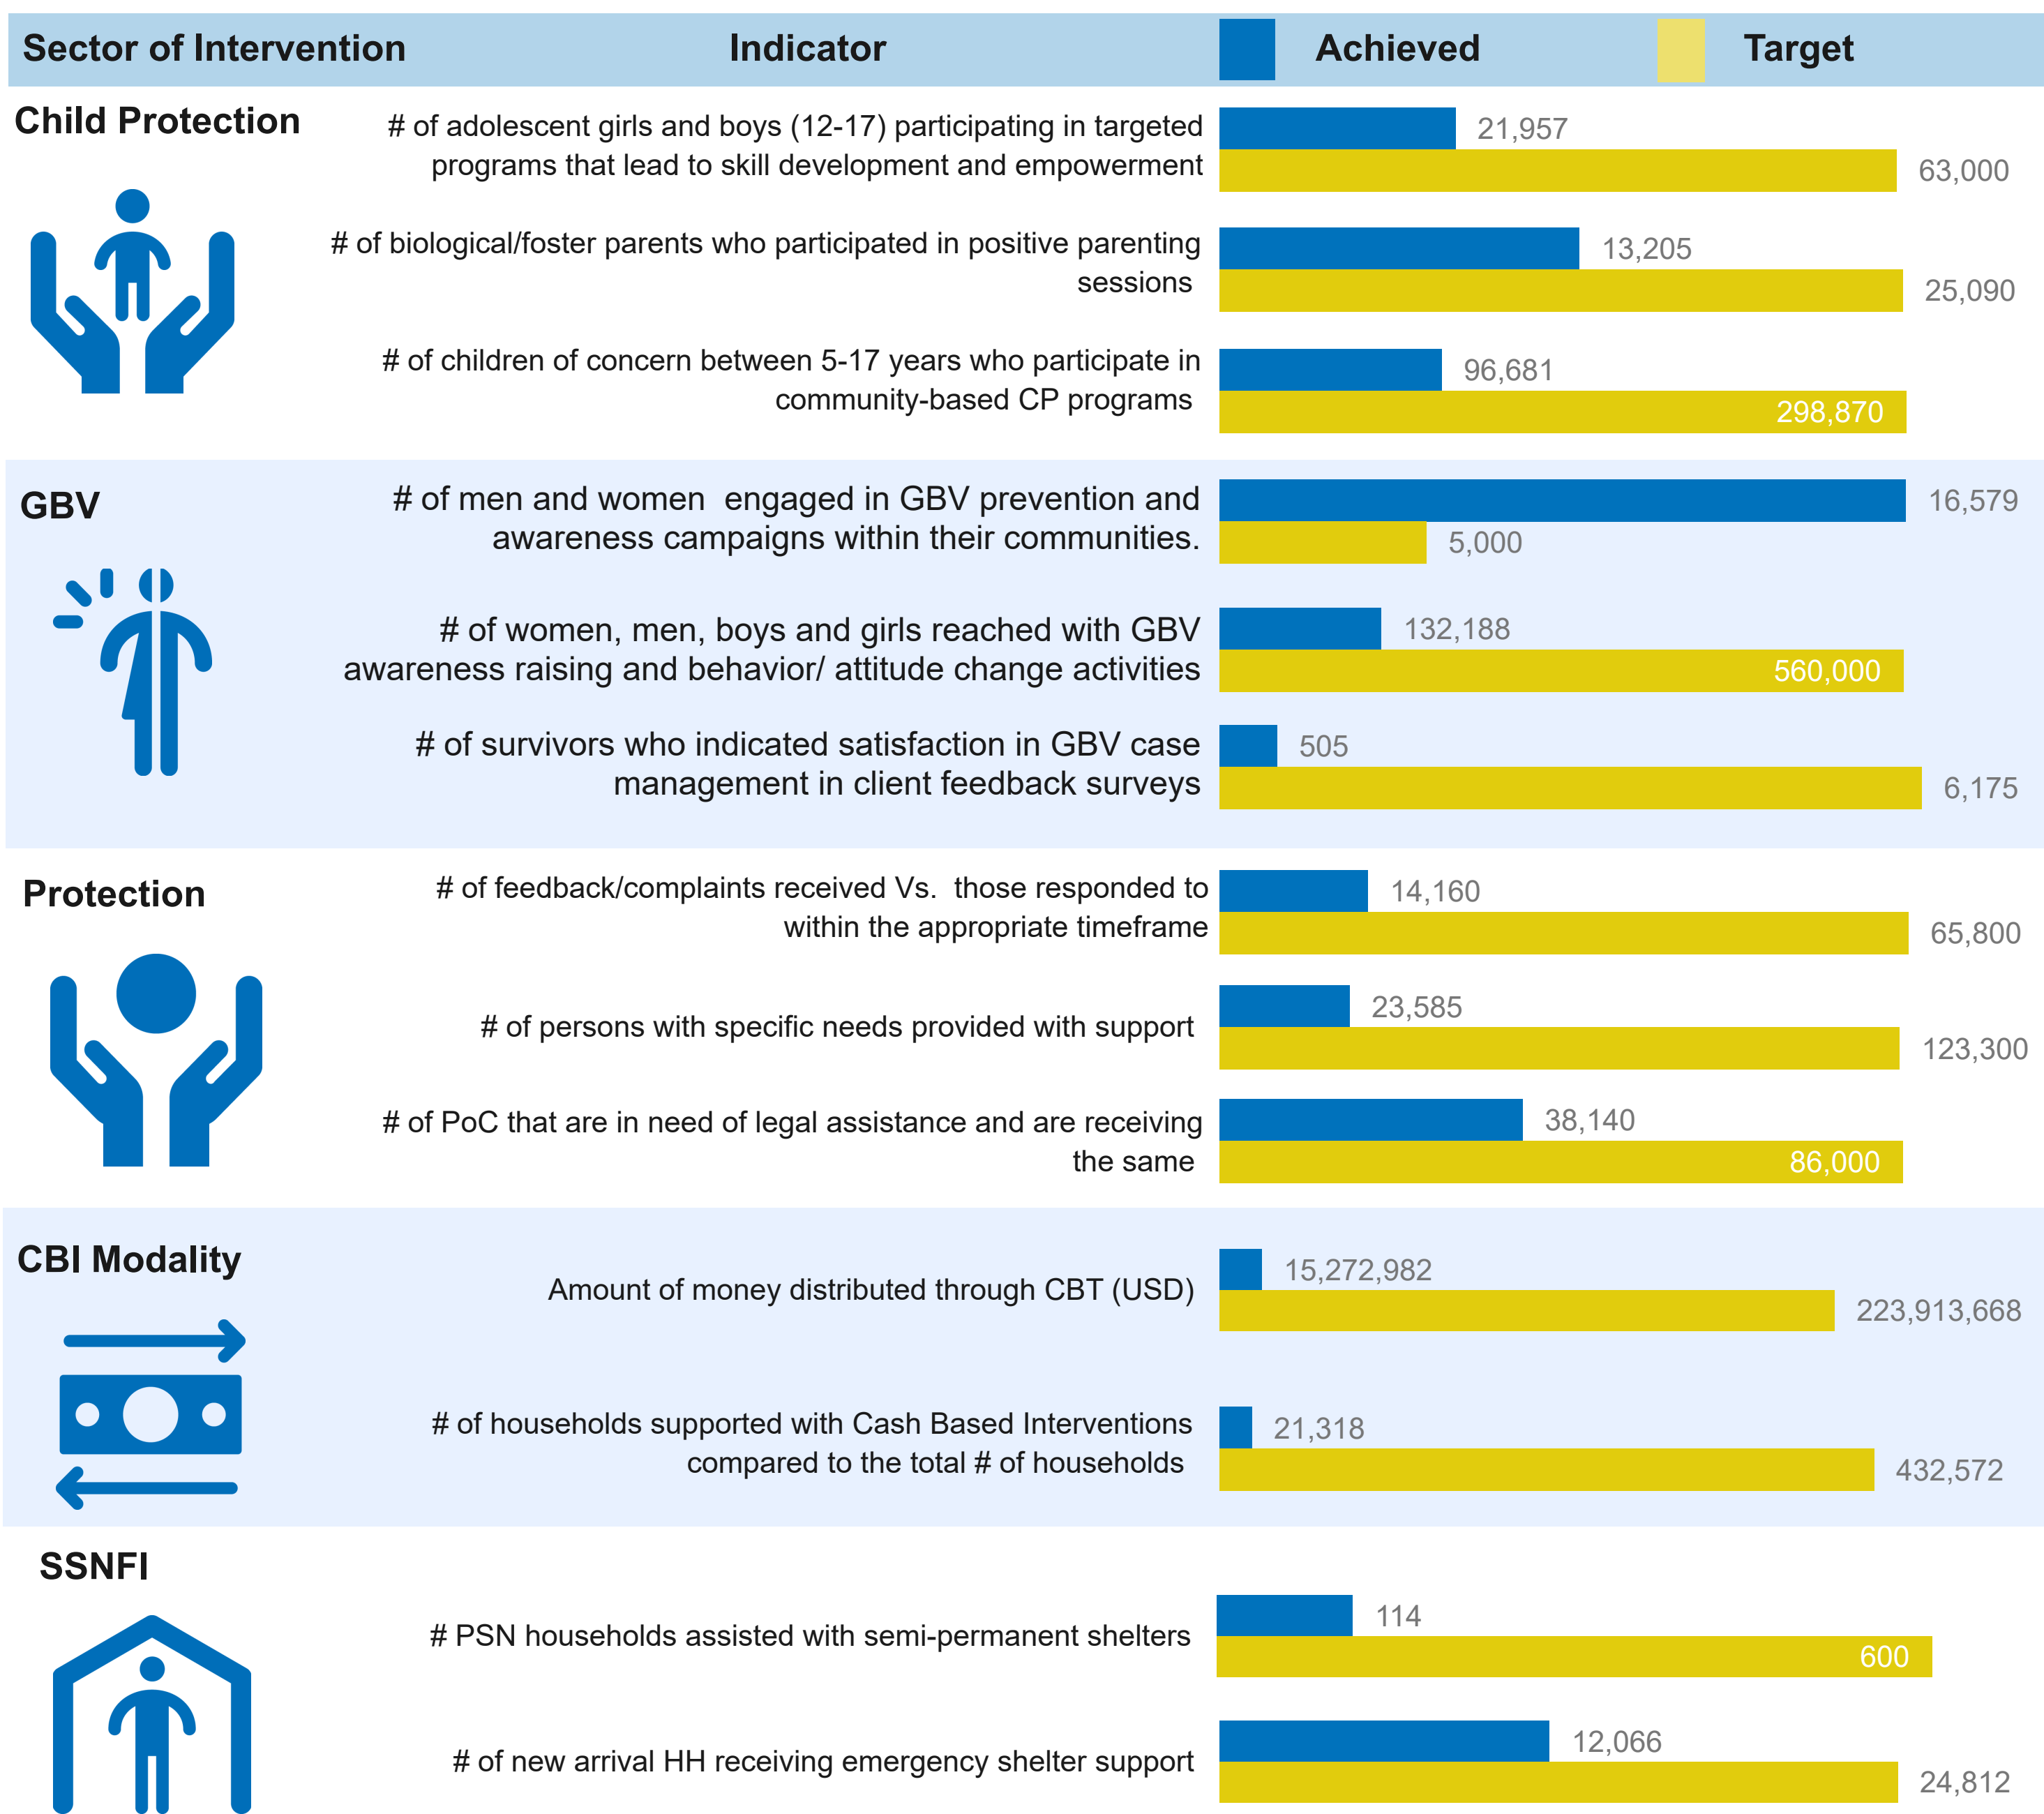 Sector of Intervention Indicator Achieved Target
Child Protection
# of adolescent girls and boys (12-17) participating in targeted
programs that lead to skill development and empowerment
21,957
63,000
# of biological/foster parents who participated in positive parenting
sessions
13,205
25,090
# of children of concern between 5-17 years who participate in
community-based CP programs
96,681
298,870
GBV
# of men and women engaged in GBV prevention and
awareness campaigns within their communities.
16,579
5,000
# of women, men, boys and girls reached with GBV
awareness raising and behavior/ attitude change activities
132,188
560,000
# of survivors who indicated satisfaction in GBV case
management in client feedback surveys
505
6,175
Protection
# of feedback/complaints received Vs. those responded to
within the appropriate timeframe
14,160
65,800
# of persons with specific needs provided with support
23,585
123,300
# of PoC that are in need of legal assistance and are receiving
the same
38,140
86,000
CBI Modality
Amount of money distributed through CBT (USD)
15,272,982
223,913,668
# of households supported with Cash Based Interventions
compared to the total # of households
21,318
432,572
SSNFI
# PSN households assisted with semi-permanent shelters
114
600
# of new arrival HH receiving emergency shelter support
12,066
24,812